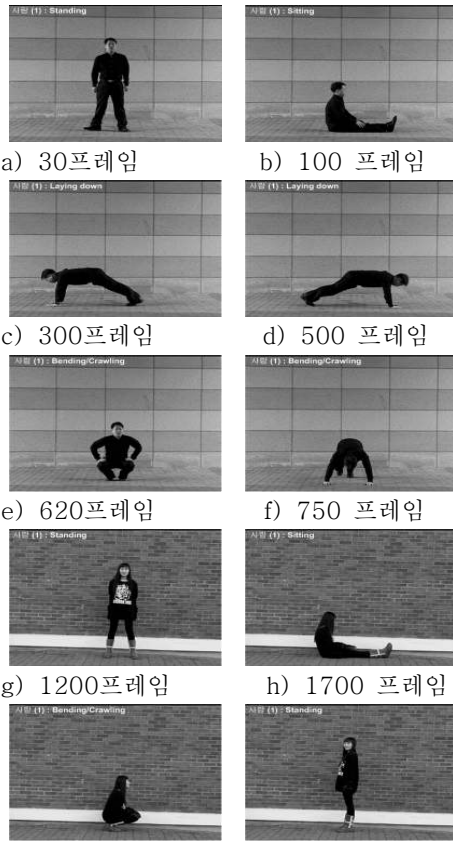 사람 (1) : Standing
사람 (1) : Sitting
a) 30프레임
b) 100 프레임
사람 (1) : Laying down
사람 (1) : Laying down
c) 300프레임
d) 500 프레임
사람 (1) : Bending/Crawling
사람 (1) : Bending/Crawling
e) 620프레임
f) 750 프레임
사람 (1) : Standing
사람 (1) : Sitting
g) 1200프레임
h) 1700 프레임
사람 (1) : Bending/Crawling
사람 (1) : Standing